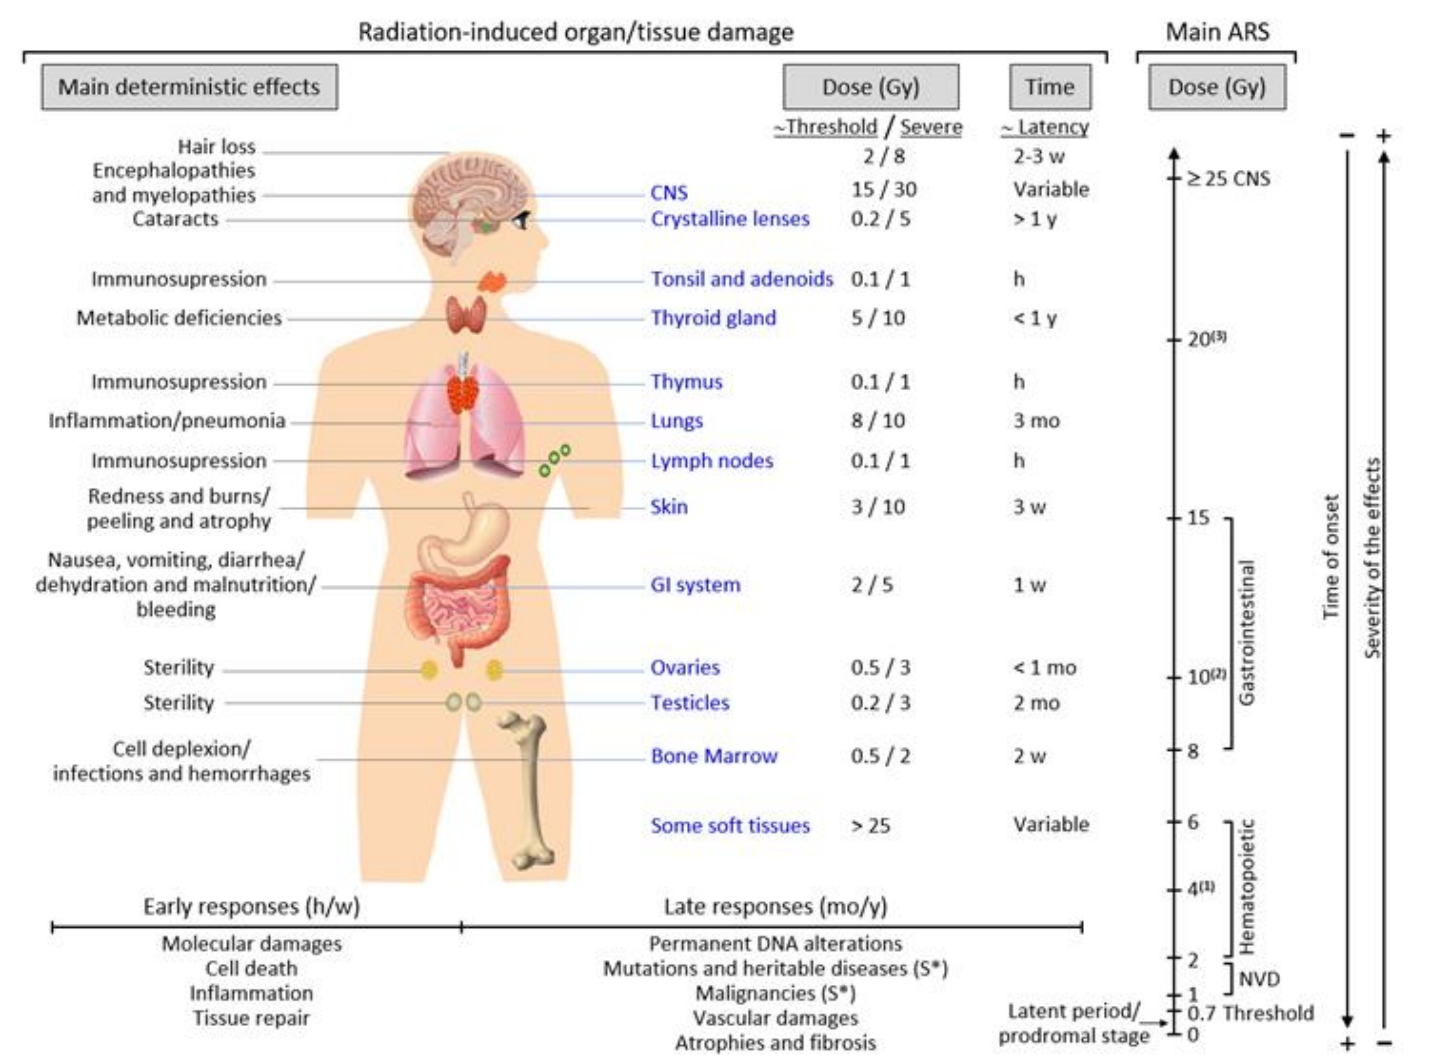 Radiation-induced organ/tissue damage
Main ARS
Main deterministic effects
Dose (Gy)
Time
Dose (Gy)
~Threshold / Severe
~ Latency
Hair loss
2 / 8
2-3 w
Encephalopathies
and myelopathies
CNS
15 / 30
Variable
Cataracts
Crystalline lenses
0.2 / 5
> 1 y
Immunosupression
Tonsil and adenoids
0.1 / 1
h
Metabolic deficiencies
Thyroid gland
5 / 10
< 1 y
Immunosupression
Thymus
0.1 / 1
h
Inflammation/pneumonia
Lungs
8 / 10
3 mo
Immunosupression
Lymph nodes
0.1 / 1
h
Redness and burns/
peeling and atrophy
Skin
3 / 10
3 w
Nausea, vomiting, diarrhea/
dehydration and malnutrition/
bleeding
GI system
2 / 5
1 w
Sterility
Ovaries
0.5 / 3
< 1 mo
Sterility
Testicles
0.2 / 3
2 mo
Cell deplexion/
infections and hemorrhages
Bone Marrow
0.5 / 2
2 w
Some soft tissues
> 25
Variable
Early responses (h/w)
Molecular damages
Cell death
Inflammation
Tissue repair
Late responses (mo/y)
Permanent DNA alterations
Mutations and heritable diseases (S*)
Malignancies (S*)
Vascular damages
Atrophies and fibrosis
≥ 25 CNS
20(3)
15
10(2)
8
Gastrointestinal
6
4(1)
2
Hematopoietic
1
NVD
0.7 Threshold
0
Latent period/
prodromal stage
− +
Time of onset
Severity of the effects
+ −